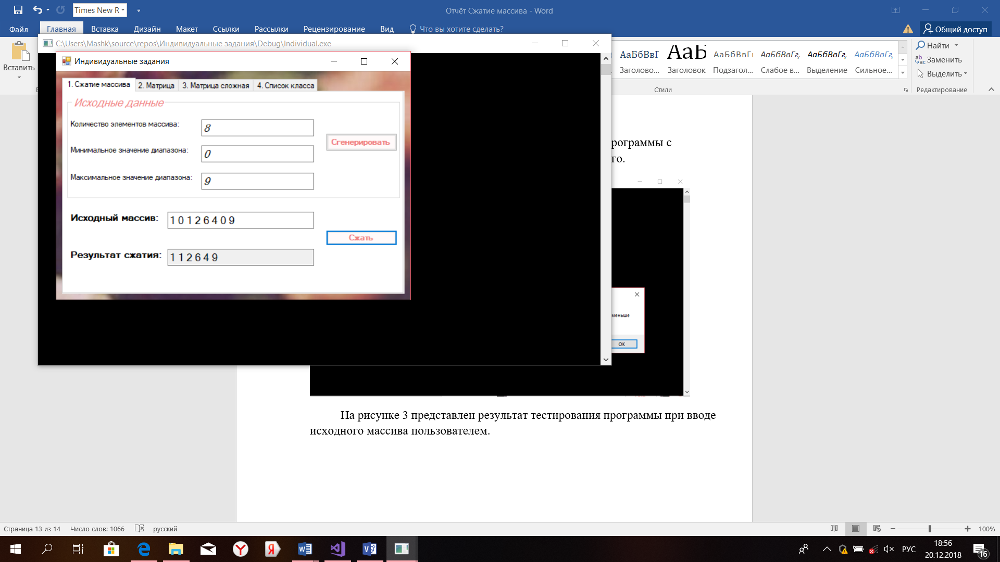 Times New R
Отчёт Сжатие массива - Word
Файл Главная Вставка Дизайн Макет Ссылки Рассылки Рецензирование Вид Что вы хотите сделать? Общий доступ
C:\Users\Mashk\source\repos\Индивидуальные задания\Debug\Individual.exe
Вставить
АаБбВвГ АаБ АаБбВвГг АаБбВвГг, АаБбВвГг, АаБбВвГг,
Заголово... Заголовок Подзагол... Слабое в... Выделение Сильное...
Стили
Найти
Заменить
Выделить
Редактирование
Индивидуальные задания
1. Сжатие массива 2. Матрица 3. Матрица сложная 4. Список класса
Исходные данные
Количество элементов массива: 8
Сгенерировать
Минимальное значение диапазона: 0
Максимальное значение диапазона: 9
Исходный массив: 1 0 1 2 6 4 0 9
Сжать
Результат сжатия: 1 1 2 6 4 9
рограммы с
го.
меньше
ОК
На рисунке 3 представлен результат тестирования программы при вводе
исходного массива пользователем.
Страница 13 из 14 Число слов: 1066 русский 100%
РУС
18:56
20.12.2018
16